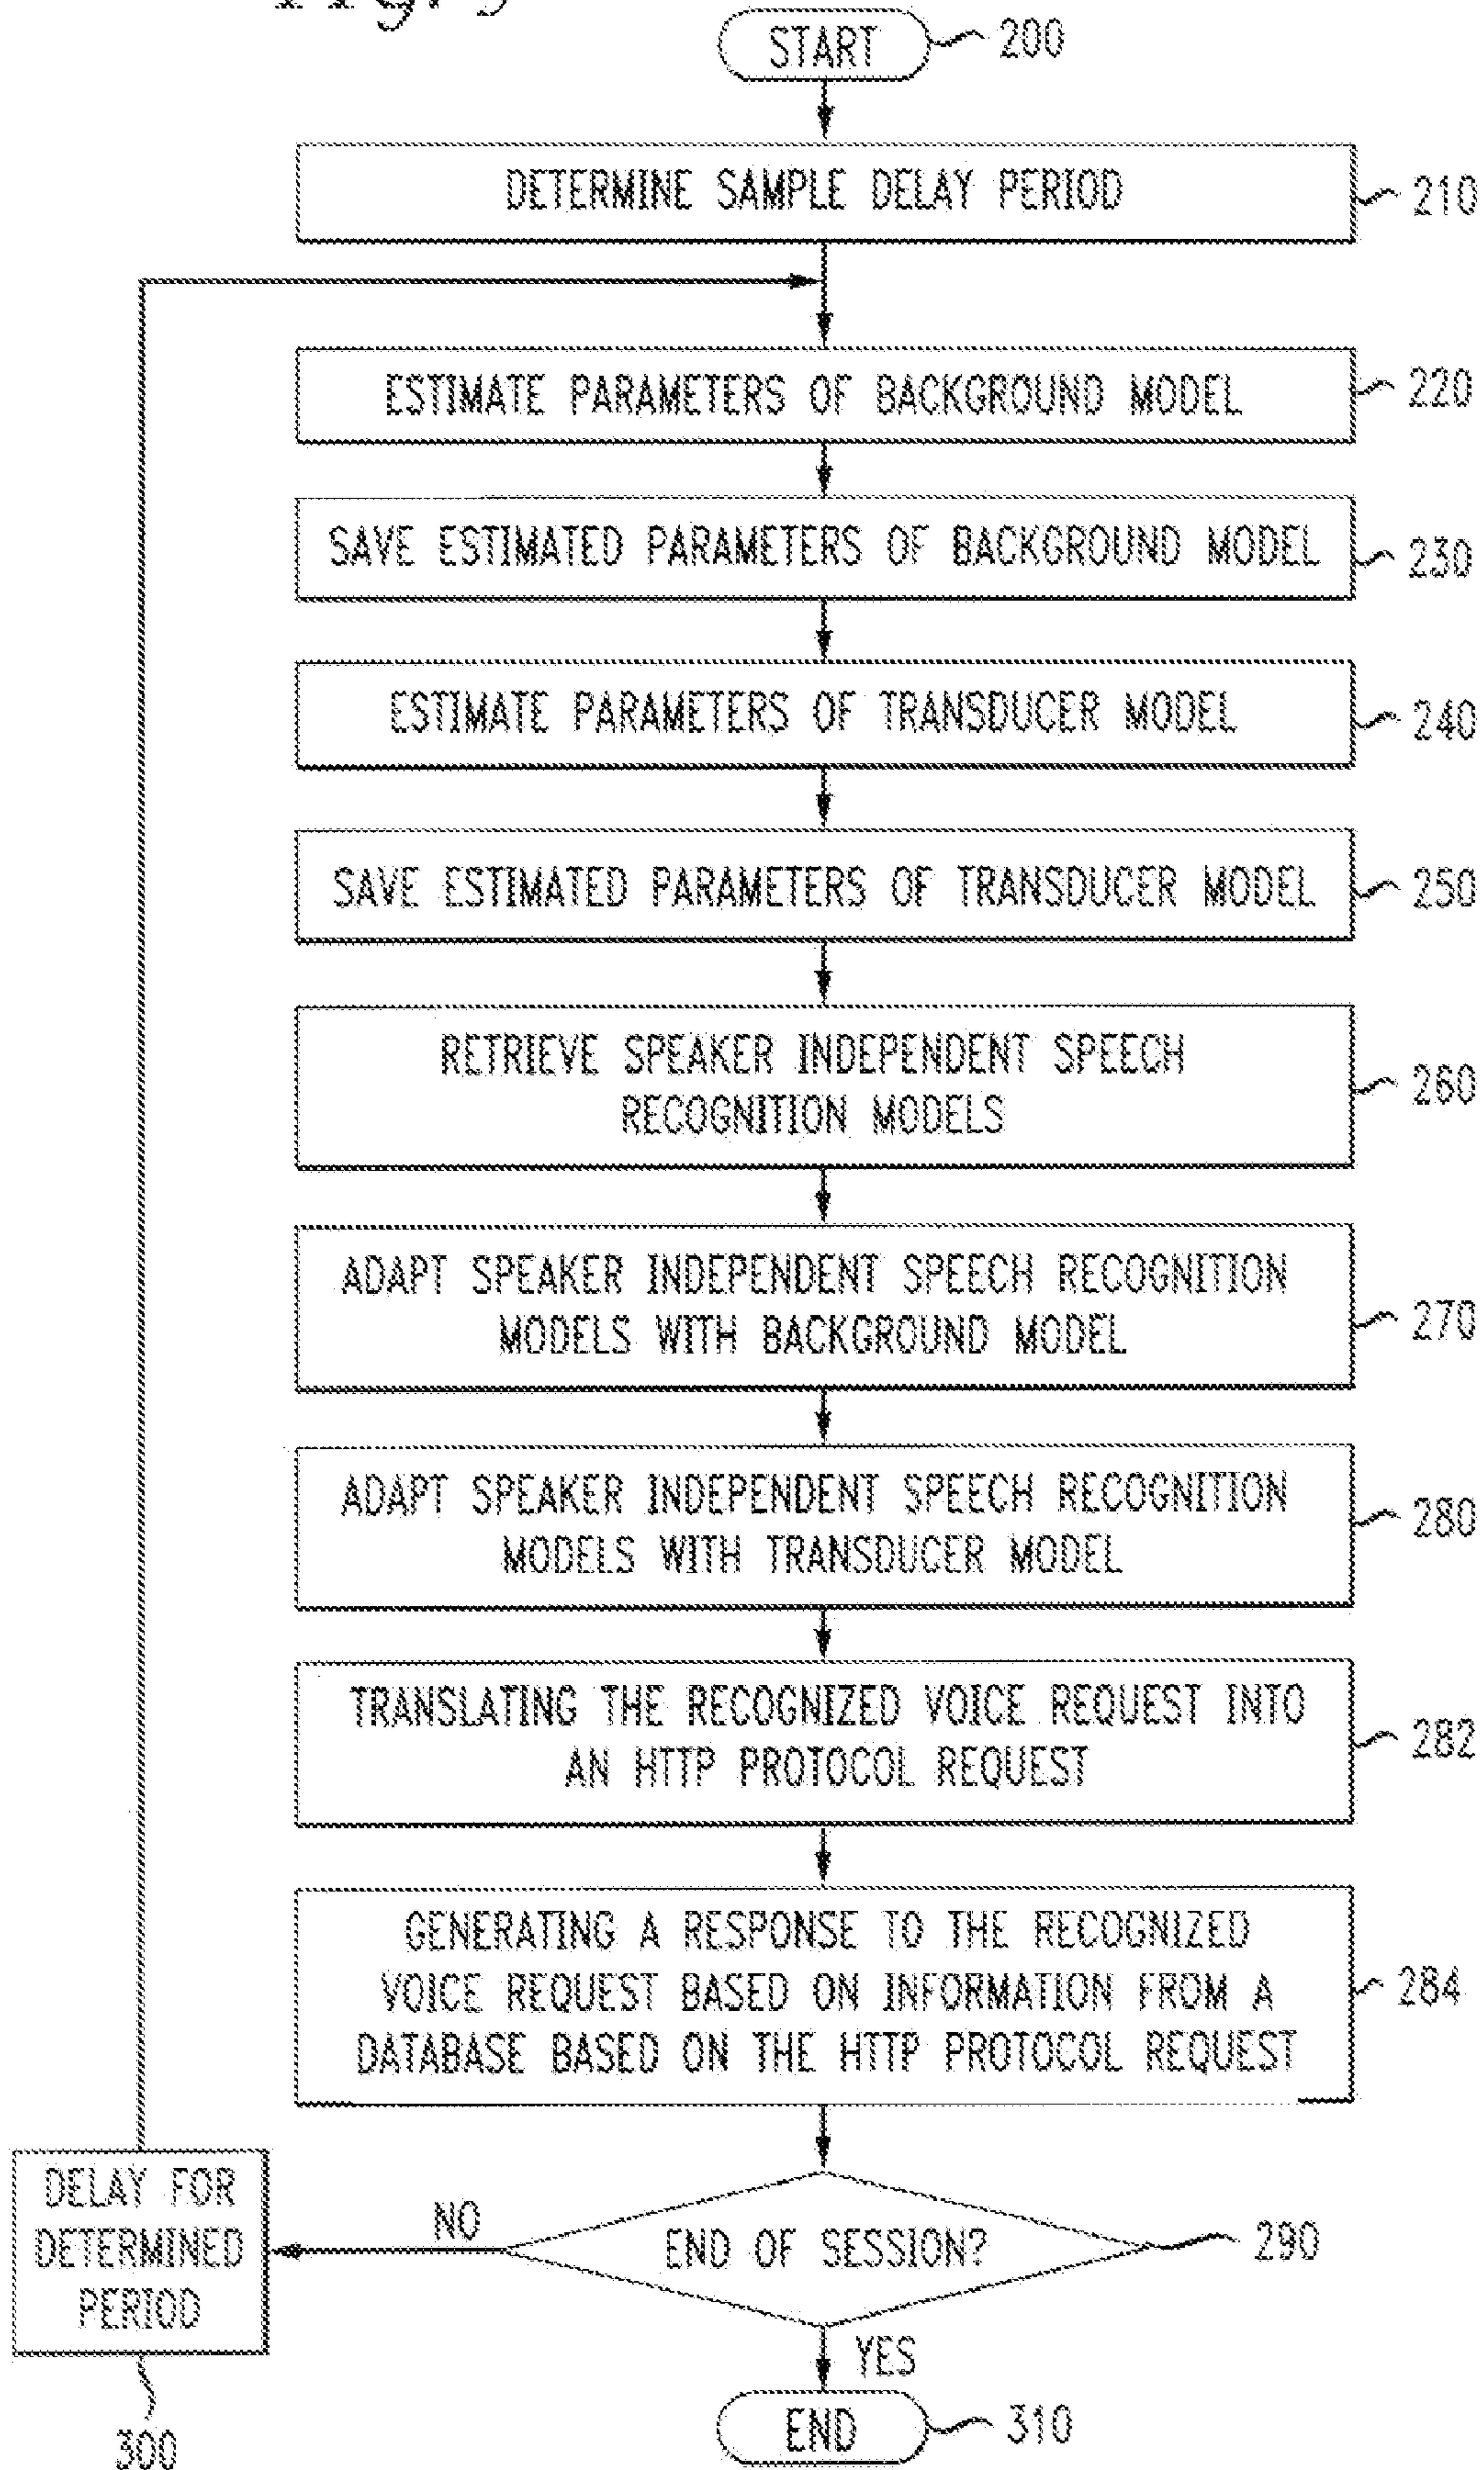 START
200
DETERMINE SAMPLE DELAY PERIOD
210
ESTIMATE PARAMETERS OF BACKGROUND MODEL
220
SAVE ESTIMATED PARAMETERS OF BACKGROUND MODEL
230
ESTIMATE PARAMETERS OF TRANSDUCER MODEL
240
SAVE ESTIMATED PARAMETERS OF TRANSDUCER MODEL
250
RETRIEVE SPEAKER INDEPENDENT SPEECH
RECOGNITION MODELS
260
ADAPT SPEAKER INDEPENDENT SPEECH RECOGNITION
MODELS WITH BACKGROUND MODEL
270
ADAPT SPEAKER INDEPENDENT SPEECH RECOGNITION
MODELS WITH TRANSDUCER MODEL
280
TRANSLATING THE RECOGNIZED VOICE REQUEST INTO
AN HTTP PROTOCOL REQUEST
282
GENERATING A RESPONSE TO THE RECOGNIZED
VOICE REQUEST BASED ON INFORMATION FROM A
DATABASE BASED ON THE HTTP PROTOCOL REQUEST
284
DELAY FOR
DETERMINED
PERIOD
300
NO
END OF SESSION?
290
YES
END
310